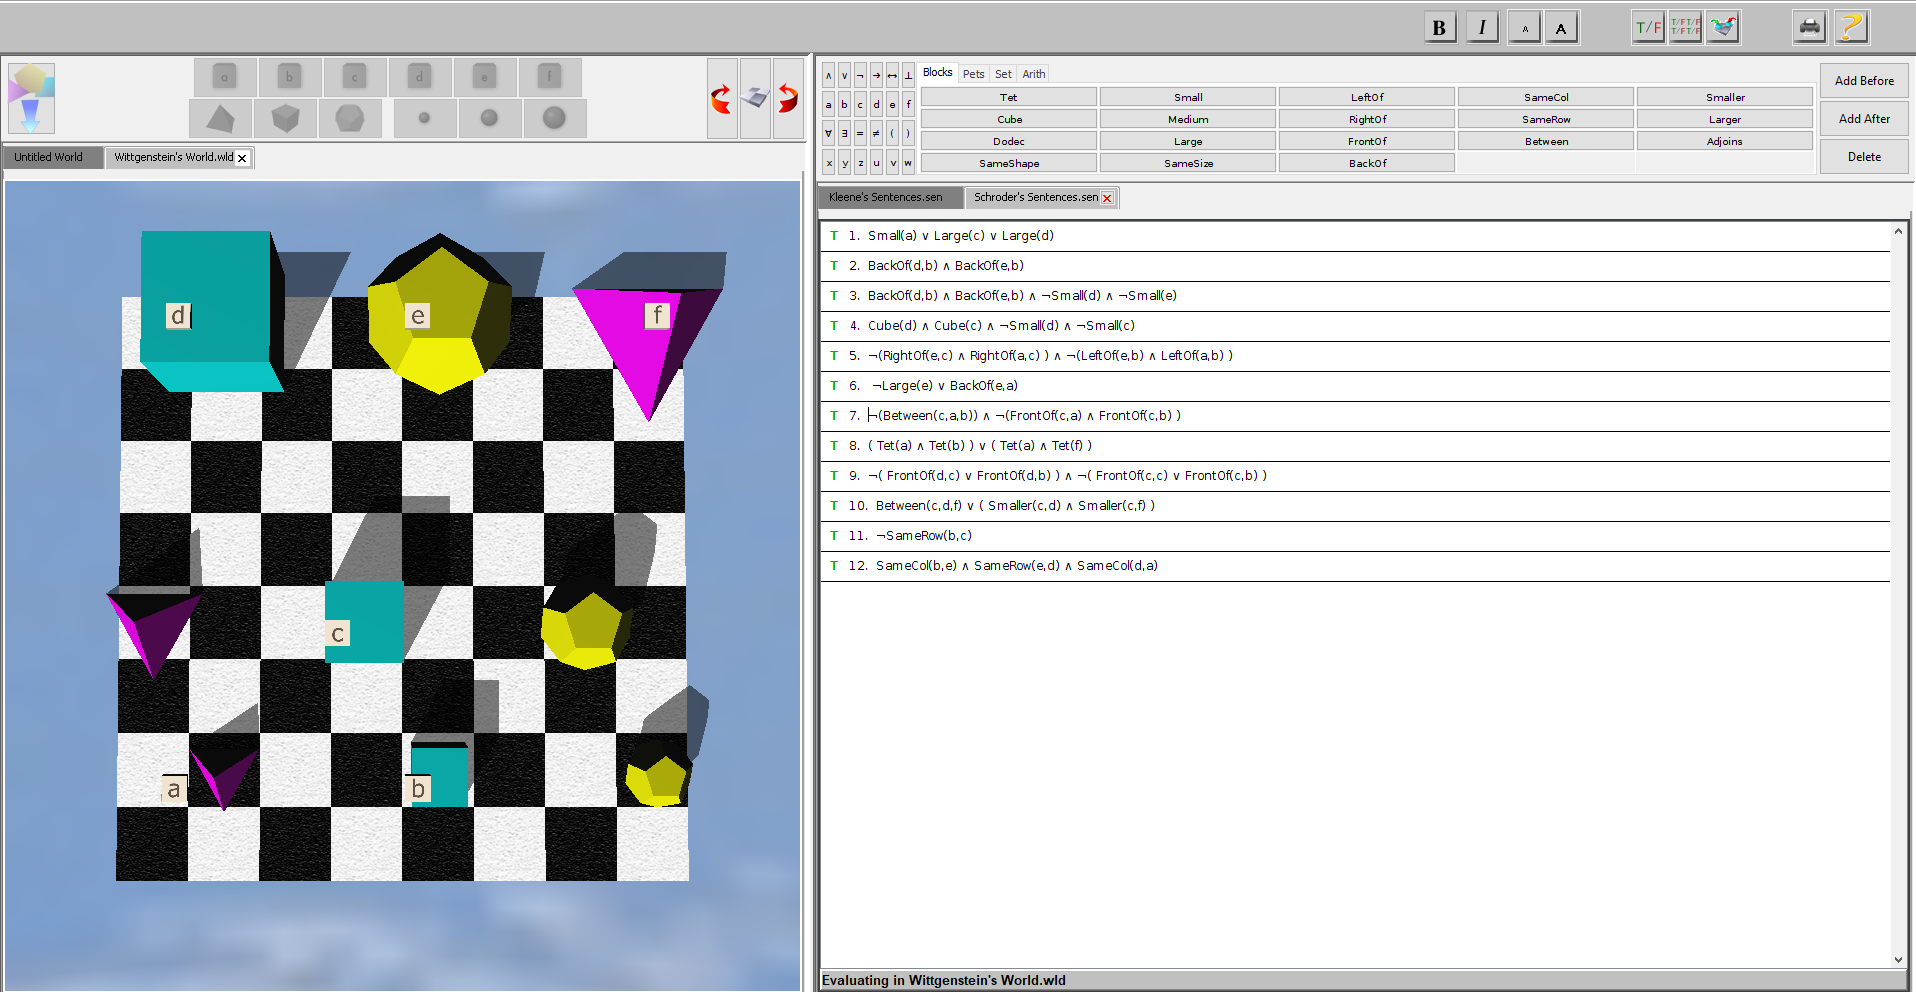 B I A A T/F T/F T/F T/F T/F ?
a b c d e f
Untitled World Wittgenstein's World.wld
d e f
c
a b
∧ ∨ ¬ → ↔ ⊥
a b c d e f
∀ ∃ = ≠ ( )
x y z u v w
Blocks Pets Set Arith
Tet Small LeftOf SameCol Smaller
Cube Medium RightOf SameRow Larger
Dodec Large FrontOf Between Adjoins
SameShape SameSize BackOf
Add Before
Add After
Delete
Kleene's Sentences.sen Schroder's Sentences.sen
T 1. Small(a) ∨ Large(c) ∨ Large(d)
T 2. BackOf(d,b) ∧ BackOf(e,b)
T 3. BackOf(d,b) ∧ BackOf(e,b) ∧ ¬Small(d) ∧ ¬Small(e)
T 4. Cube(d) ∧ Cube(c) ∧ ¬Small(d) ∧ ¬Small(c)
T 5. ¬(RightOf(e,c) ∧ RightOf(a,c) ) ∧ ¬(LeftOf(e,b) ∧ LeftOf(a,b) )
T 6. ¬Large(e) ∨ BackOf(e,a)
T 7. ¬(Between(c,a,b)) ∧ ¬(FrontOf(c,a) ∧ FrontOf(c,b) )
T 8. ( Tet(a) ∧ Tet(b) ) ∨ ( Tet(a) ∧ Tet(f) )
T 9. ¬( FrontOf(d,c) ∨ FrontOf(d,b) ) ∧ ¬( FrontOf(c,c) ∨ FrontOf(c,b) )
T 10. Between(c,d,f) ∨ ( Smaller(c,d) ∧ Smaller(c,f) )
T 11. ¬SameRow(b,c)
T 12. SameCol(b,e) ∧ SameRow(e,d) ∧ SameCol(d,a)
Evaluating in Wittgenstein's World.wld